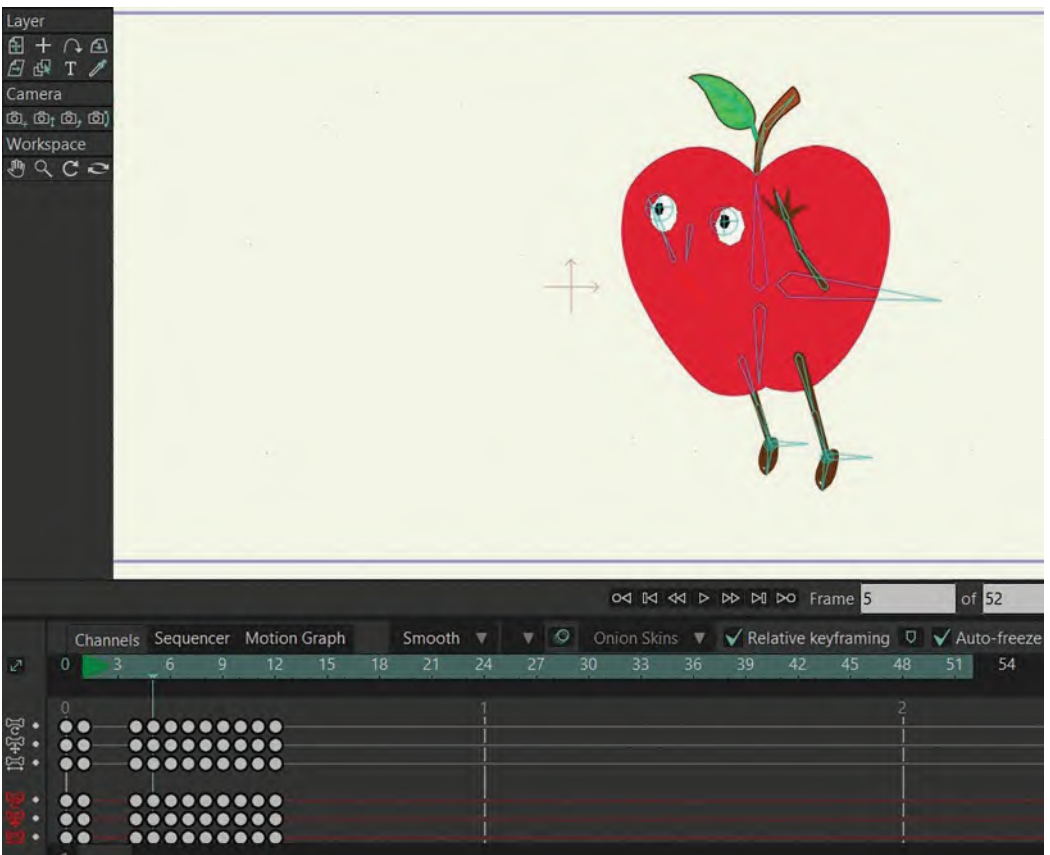 Layer
T
Camera
Workspace
Frame 5 of 52
Channels Sequencer Motion Graph Smooth Onion Skins Relative keyframing Auto-freeze
0 3 6 9 12 15 18 21 24 27 30 33 36 39 42 45 48 51 54
0 1 2